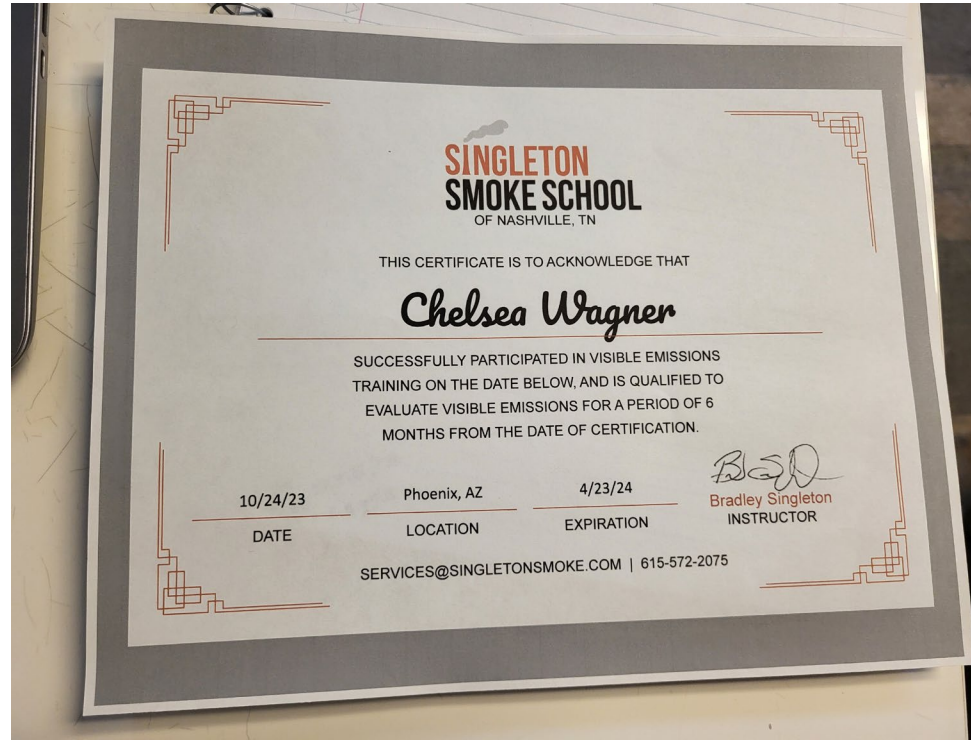 SINGLETON
SMOKE SCHOOL
OF NASHVILLE, TN
THIS CERTIFICATE IS TO ACKNOWLEDGE THAT
Chelsea Wagner
SUCCESSFULLY PARTICIPATED IN VISIBLE EMISSIONS
TRAINING ON THE DATE BELOW, AND IS QUALIFIED TO
EVALUATE VISIBLE EMISSIONS FOR A PERIOD OF 6
MONTHS FROM THE DATE OF CERTIFICATION.
10/24/23
DATE
Phoenix, AZ
LOCATION
4/23/24
EXPIRATION
Bradley Singleton
INSTRUCTOR
SERVICES@SINGLETONSMOKE.COM | 615-572-2075